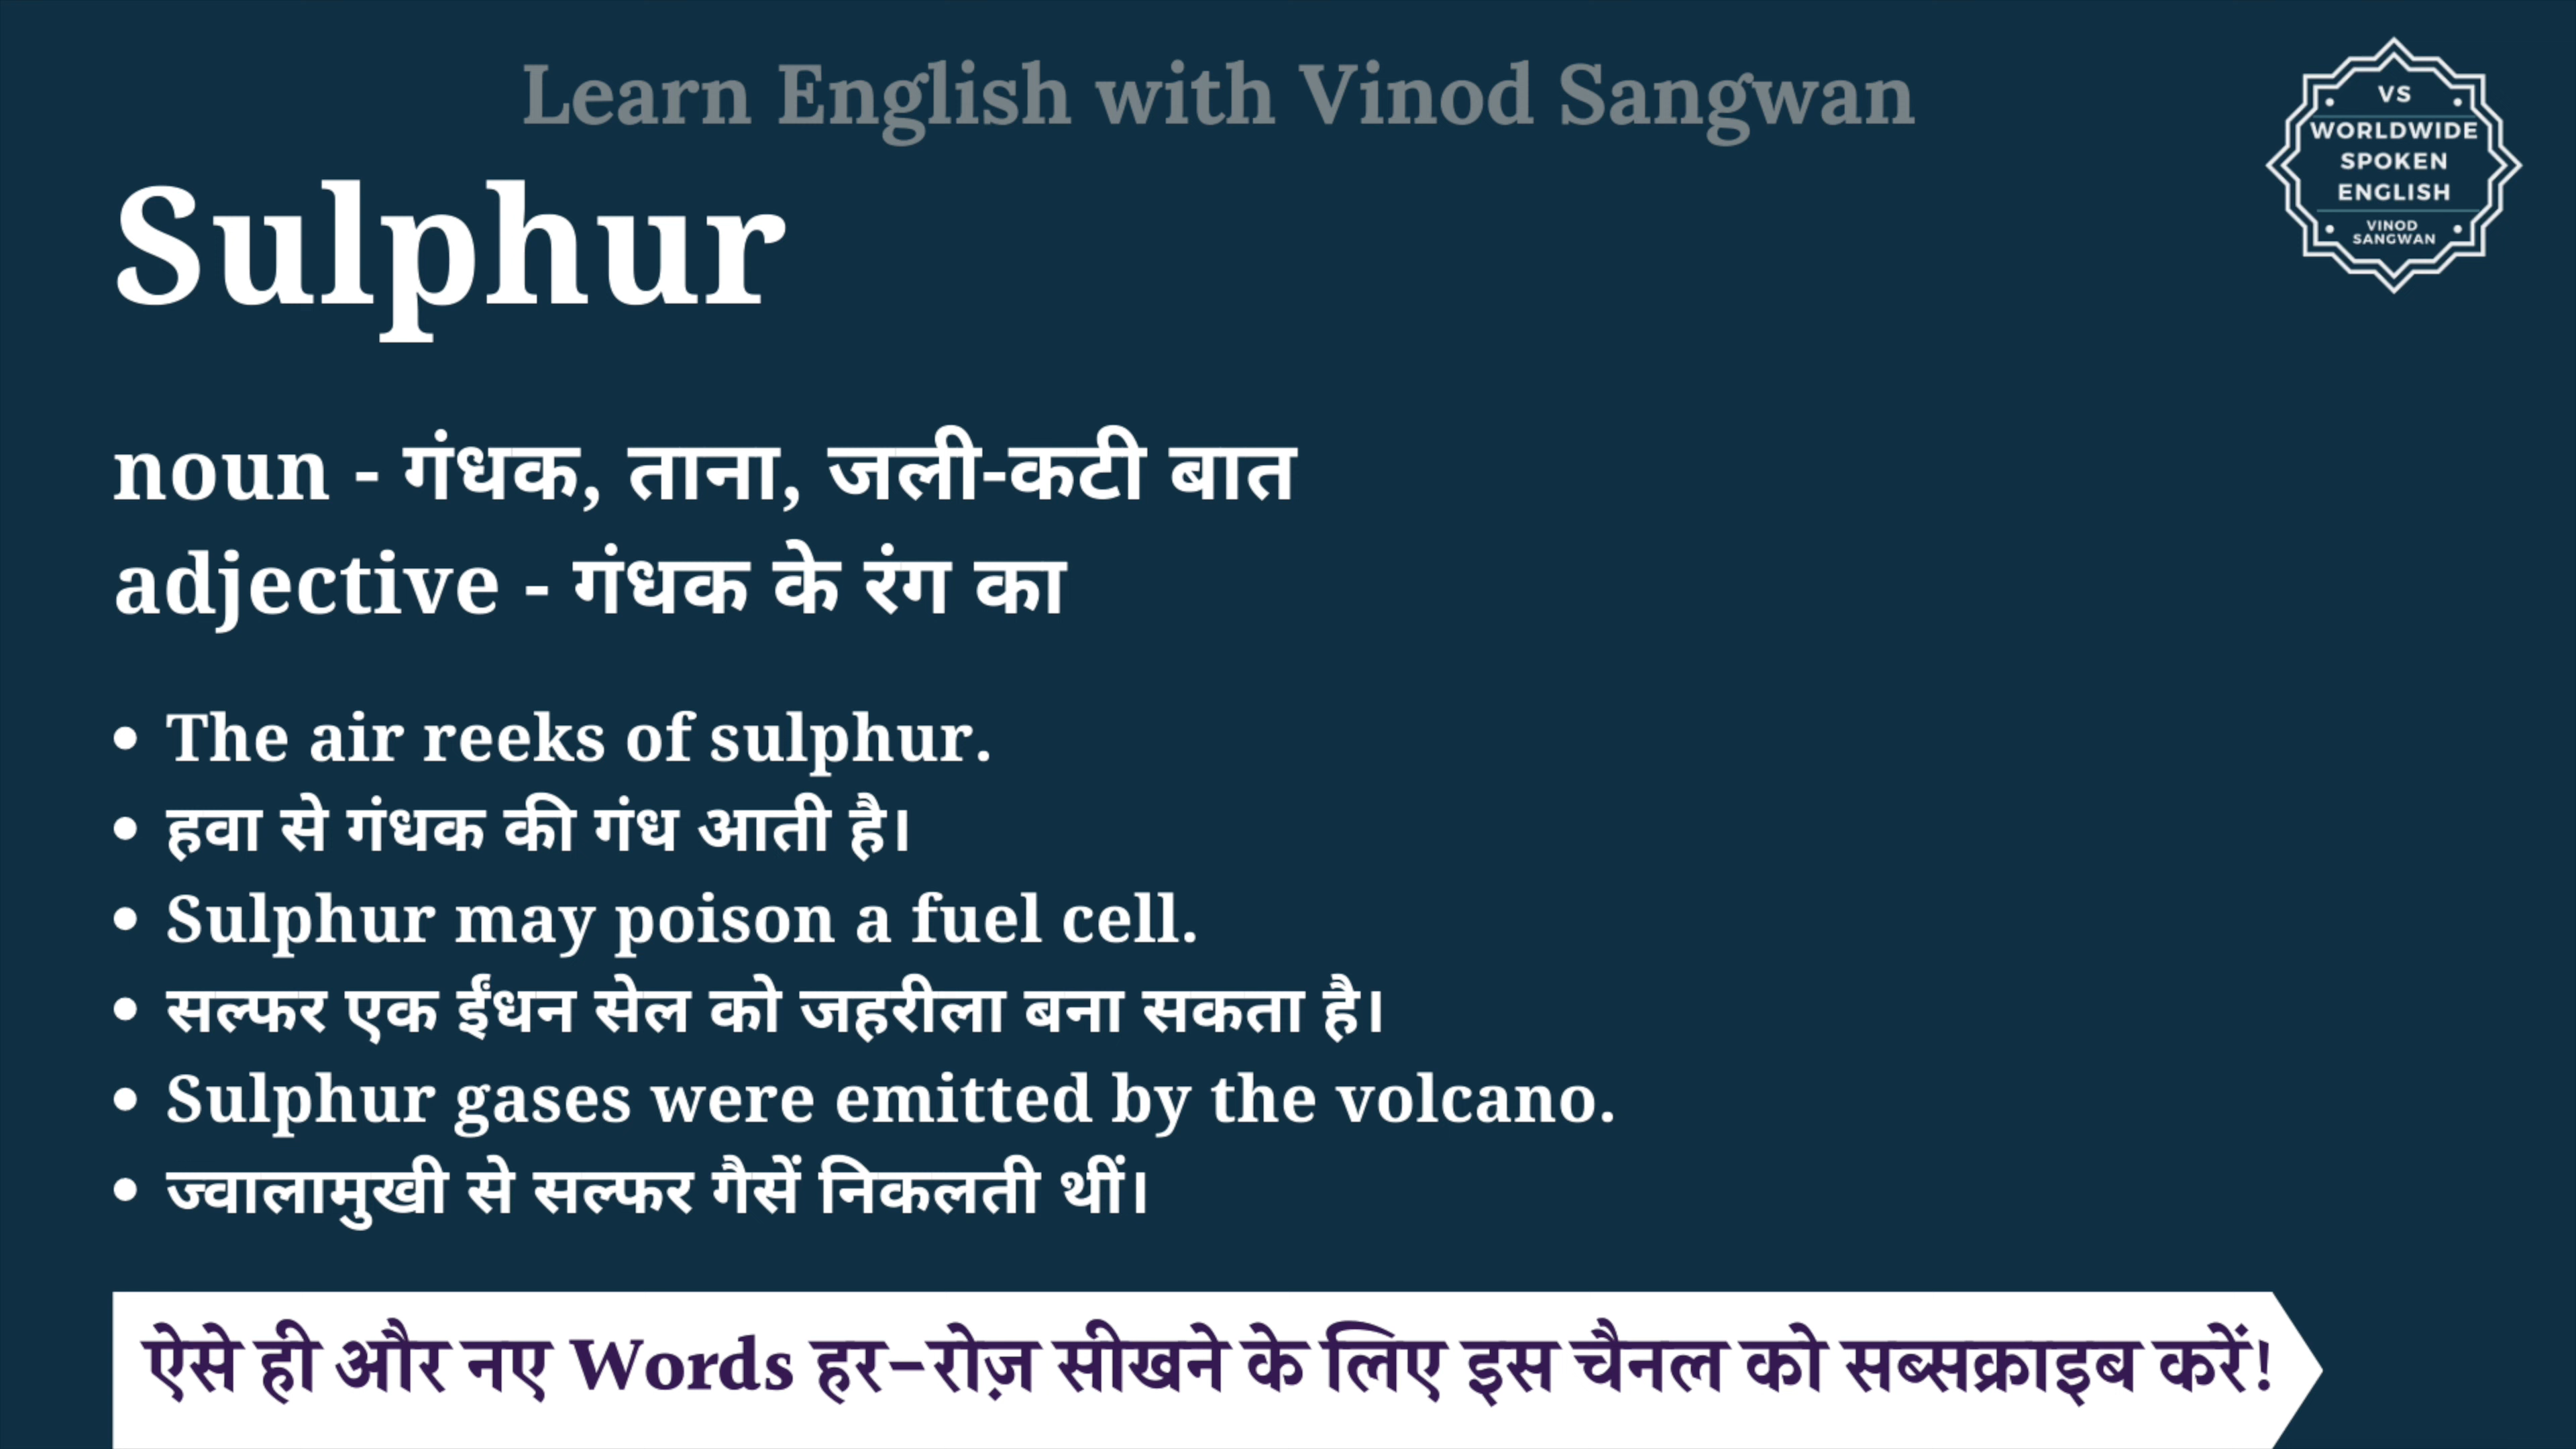 Learn English with Vinod Sangwan
VS
WORLDWIDE
SPOKEN
ENGLISH
VINOD
SANGWAN
Sulphur
noun - गंधक, ताना, जली-कटी बात
adjective - गंधक के रंग का
• The air reeks of sulphur.
• हवा से गंधक की गंध आती है।
• Sulphur may poison a fuel cell.
• सल्फर एक ईंधन सेल को जहरीला बना सकता है।
• Sulphur gases were emitted by the volcano.
• ज्वालामुखी से सल्फर गैसें निकलती थीं।
ऐसे ही और नए Words हर-रोज़ सीखने के लिए इस चैनल को सब्सक्राइब करें!